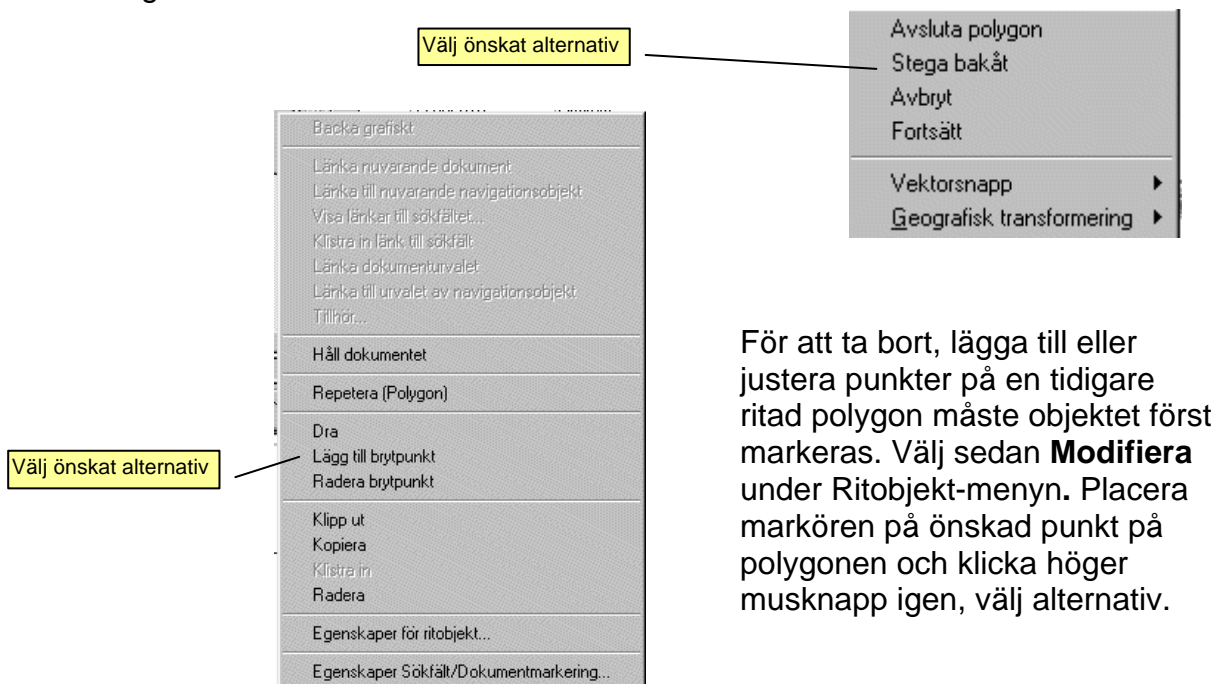 Välj önskat alternativ
Avsluta polygon
Stega bakåt
Avbryt
Fortsätt
Vektorsnapp
Geografisk transformering
Backa grafiskt
Länka nuvarande dokument
Länka till nuvarande navigationsobjekt
Visa länkar till sökfältet...
Klistra in länk till sökfält
Länka dokumenturvalet
Länka till urvalet av navigationsobjekt
Tillhör...
Håll dokumentet
Repetera (Polygon)
Dra
Lägg till brytpunkt
Radera brytpunkt
Klipp ut
Kopiera
Klistra in
Radera
Egenskaper för ritobjekt...
Egenskaper Sökfält/Dokumentmarkering...
Välj önskat alternativ
För att ta bort, lägga till eller
justera punkter på en tidigare
ritad polygon måste objektet först
markeras. Välj sedan Modifiera
under Ritobjekt-menyn. Placera
markören på önskad punkt på
polygonen och klicka höger
musknapp igen, välj alternativ.